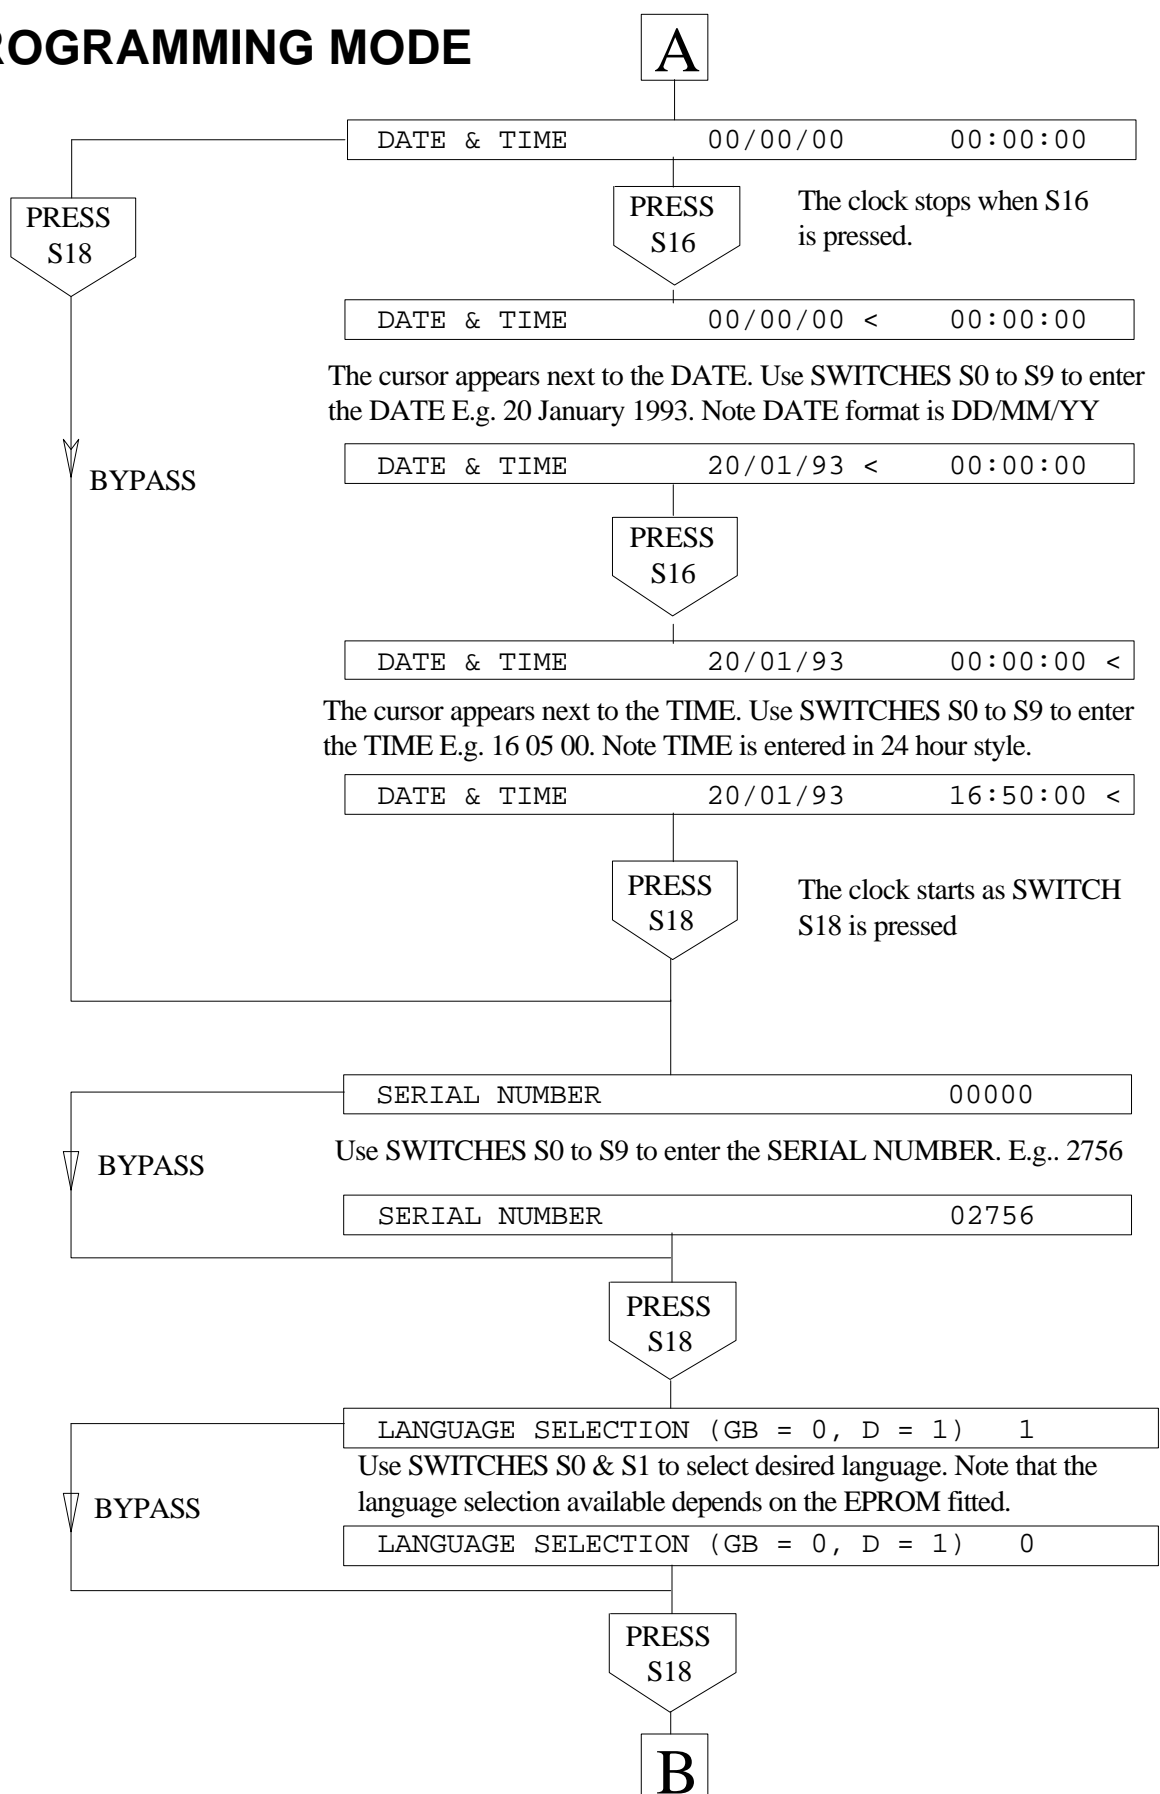 ROGRAMMING MODE
A
DATE & TIME 00/00/00 00:00:00
PRESS
S18
PRESS
S16
The clock stops when S16
is pressed.
DATE & TIME 00/00/00 < 00:00:00
The cursor appears next to the DATE. Use SWITCHES S0 to S9 to enter
the DATE E.g. 20 January 1993. Note DATE format is DD/MM/YY
BYPASS
DATE & TIME 20/01/93 < 00:00:00
PRESS
S16
DATE & TIME 20/01/93 00:00:00 <
The cursor appears next to the TIME. Use SWITCHES S0 to S9 to enter
the TIME E.g. 16 05 00. Note TIME is entered in 24 hour style.
DATE & TIME 20/01/93 16:50:00 <
PRESS
S18
The clock starts as SWITCH
S18 is pressed
SERIAL NUMBER 00000
BYPASS
Use SWITCHES S0 to S9 to enter the SERIAL NUMBER. E.g.. 2756
SERIAL NUMBER 02756
PRESS
S18
LANGUAGE SELECTION (GB = 0, D = 1) 1
Use SWITCHES S0 & S1 to select desired language. Note that the
language selection available depends on the EPROM fitted.
BYPASS
LANGUAGE SELECTION (GB = 0, D = 1) 0
PRESS
S18
B